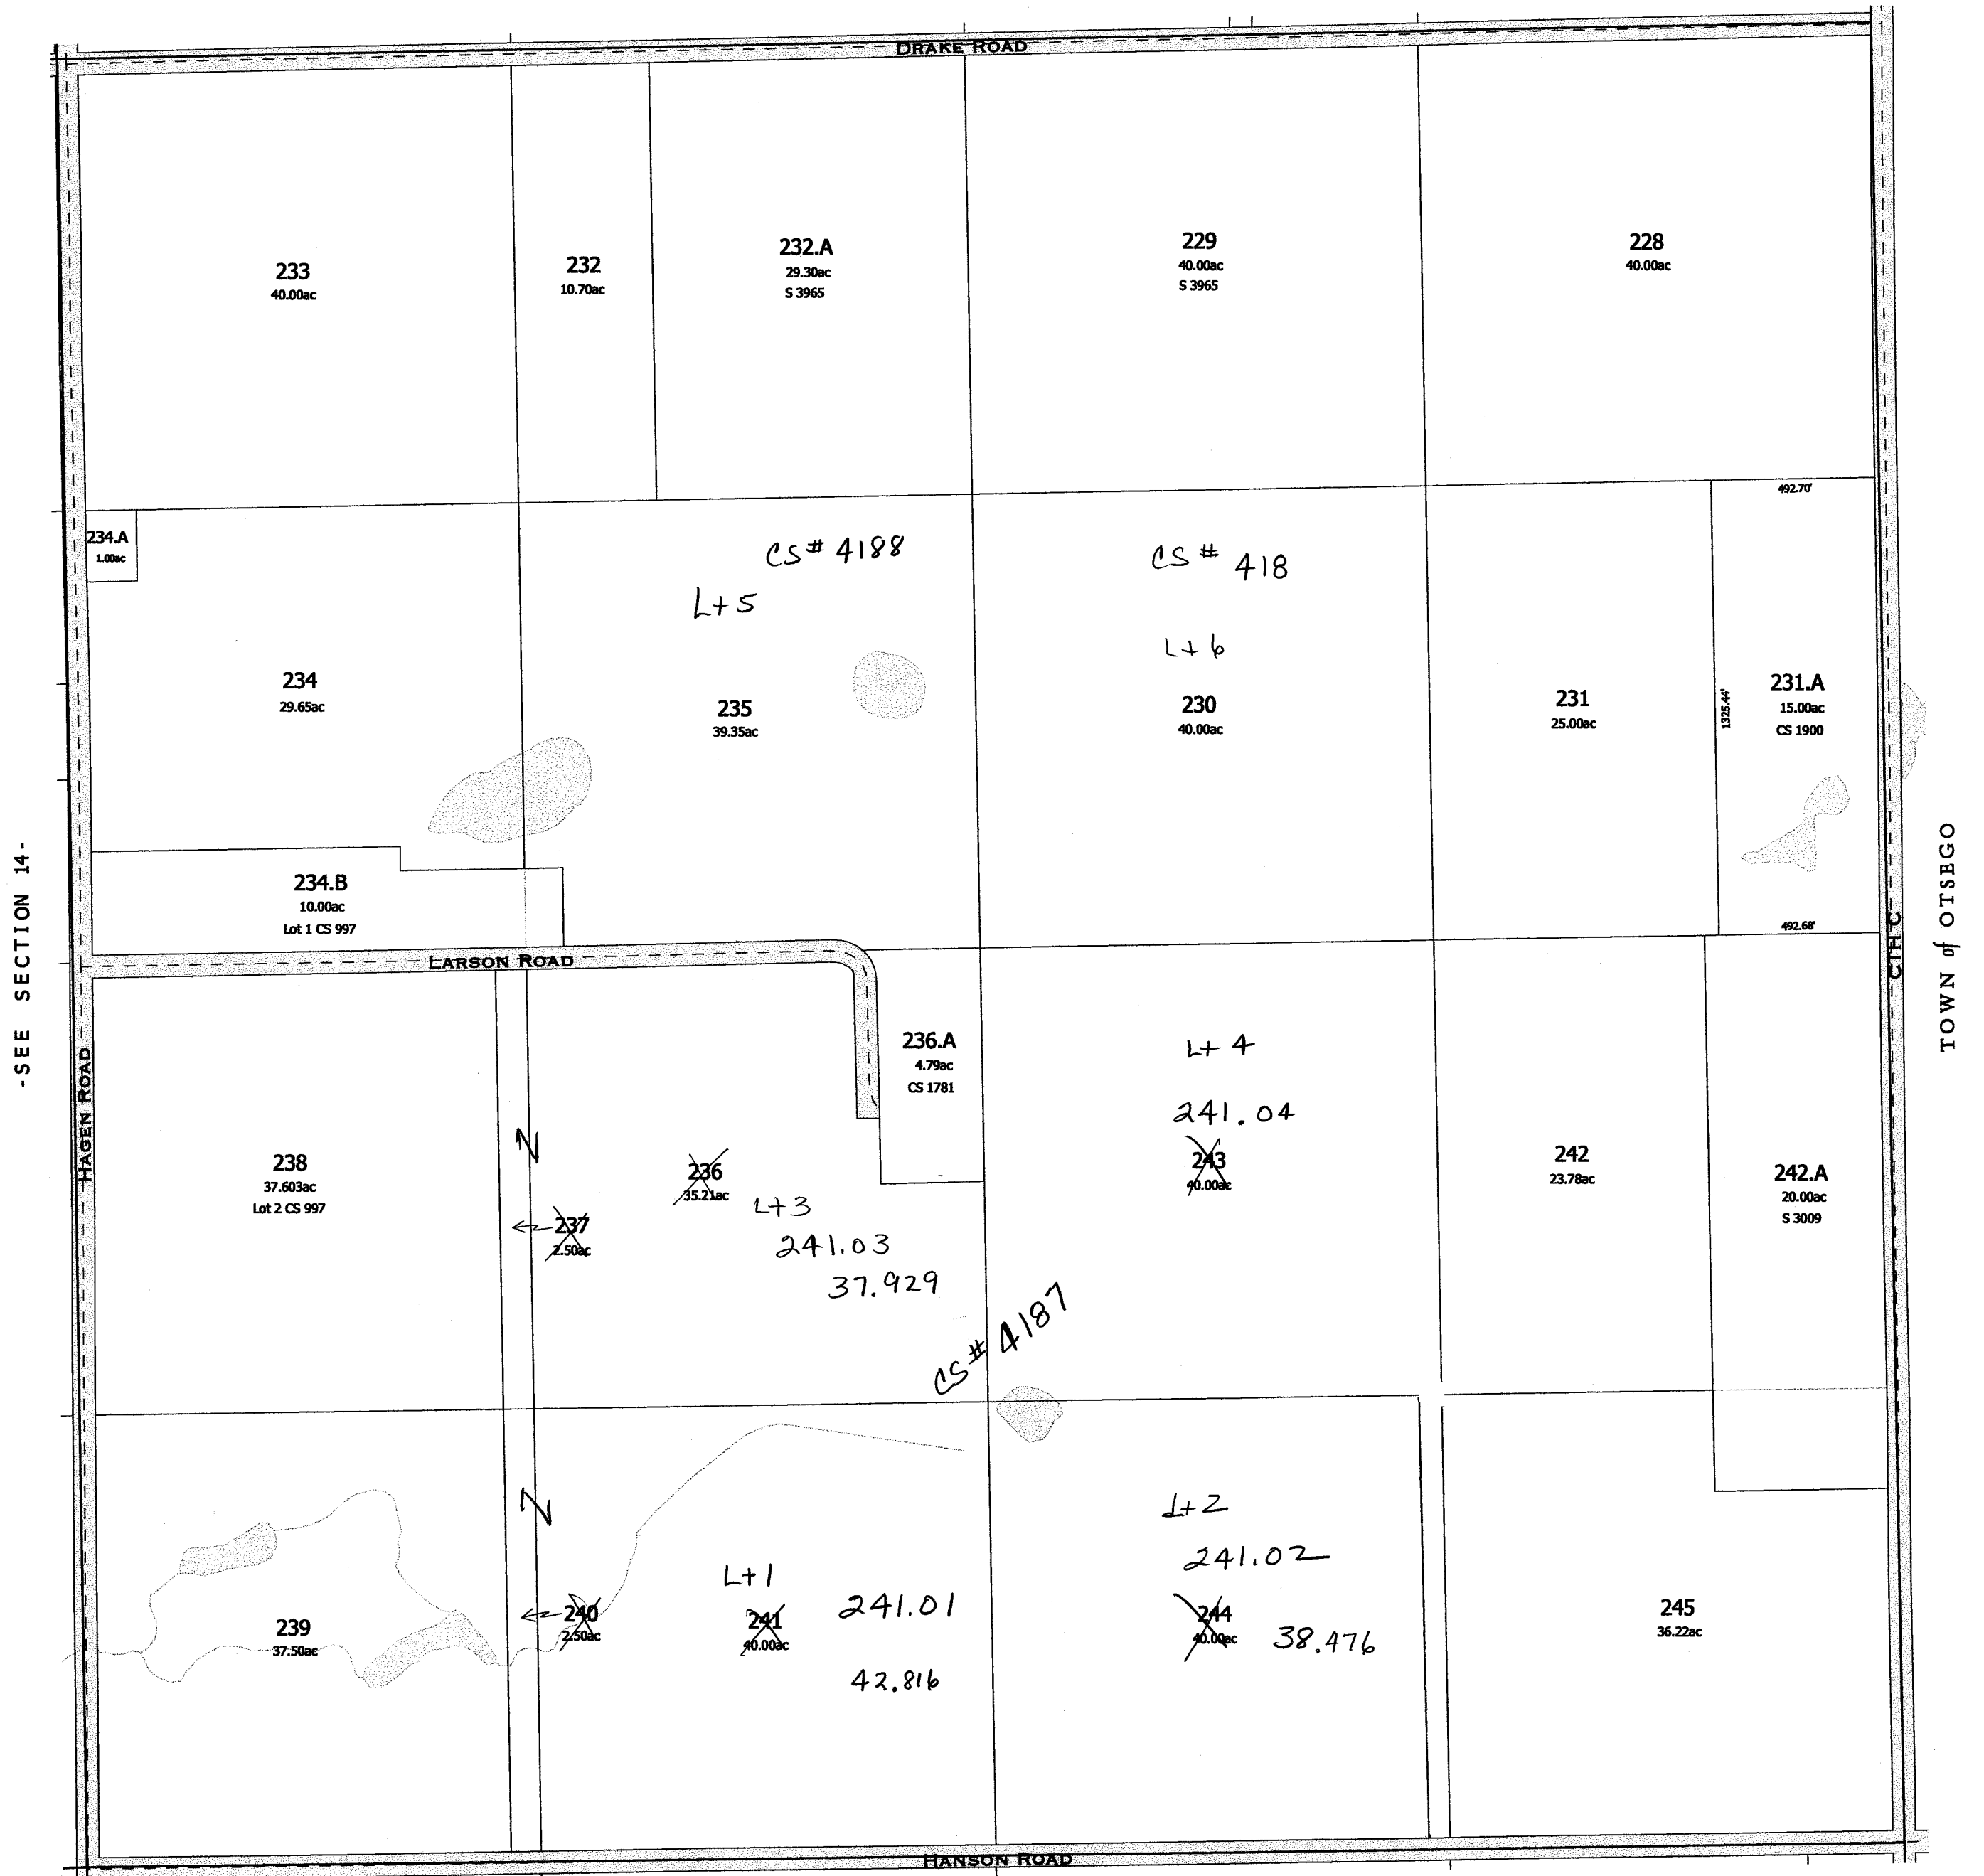 DRAKE ROAD
233
40.00ac
232
10.70ac
232.A
29.30ac
S 3965
229
40.00ac
S 3965
228
40.00ac
492.70'
234.A
1.00ac
CS# 4188
L+5
CS# 418
L+6
234
29.65ac
235
39.35ac
230
40.00ac
231
25.00ac
1325.44'
231.A
15.00ac
CS 1900
-SEE SECTION 14-
TOWN of OTSEGO
234.B
10.00ac
Lot 1 CS 997
492.68'
CTH C
LARSON ROAD
HAGEN ROAD
236.A
4.79ac
CS 1781
L+4
241.04
243
40.00ac
238
37.603ac
Lot 2 CS 997
N
236
35.21ac
237
2.50ac
L+3
241.03
37.929
242
23.78ac
242.A
20.00ac
S 3009
CS# 4187
N
L+1
241.01
240
2.50ac
241
40.00ac
42.816
L+2
241.02
244
40.00ac
38.476
239
37.50ac
245
36.22ac
HANSON ROAD